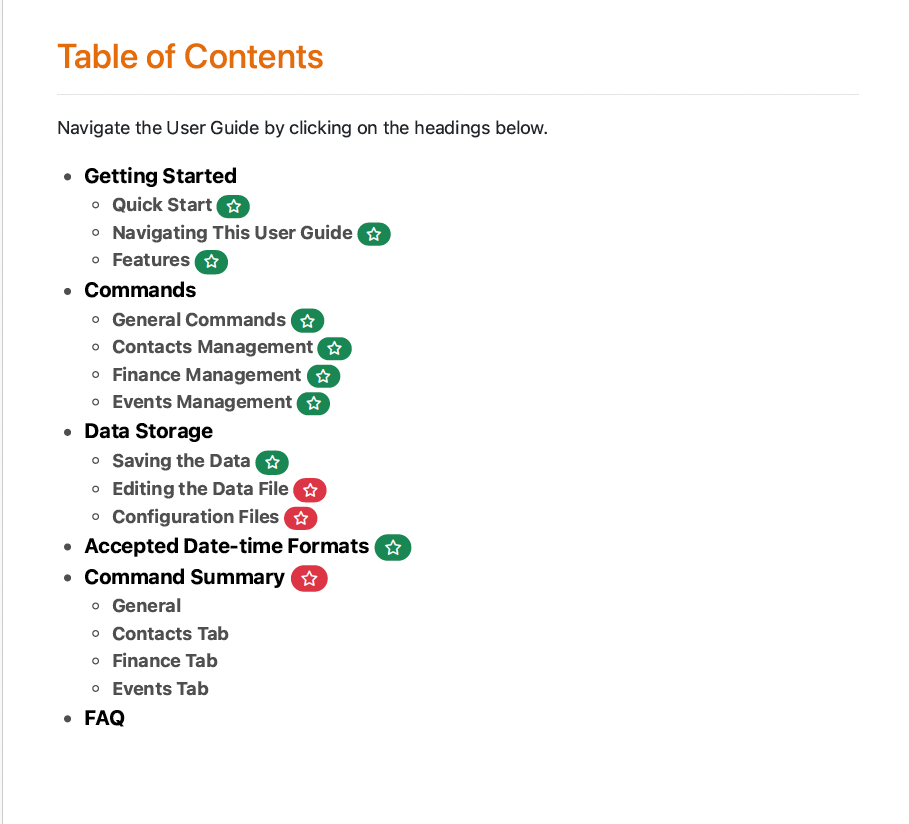 Table of Contents
Navigate the User Guide by clicking on the headings below.
Getting Started
Quick Start
Navigating This User Guide
Features
Commands
General Commands
Contacts Management
Finance Management
Events Management
Data Storage
Saving the Data
Editing the Data File
Configuration Files
Accepted Date-time Formats
Command Summary
General
Contacts Tab
Finance Tab
Events Tab
FAQ